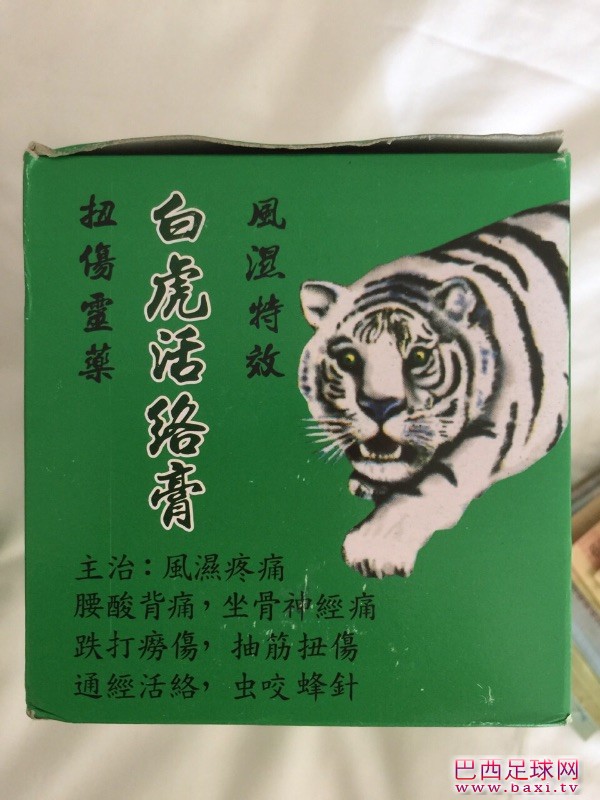 風濕特效
白虎活络膏
扭傷靈藥
主治：風濕疼痛
腰酸背痛，坐骨神經痛
跌打癆傷，抽筋扭傷
通經活絡，虫咬蜂針
巴西足球网
www.baxi.tv